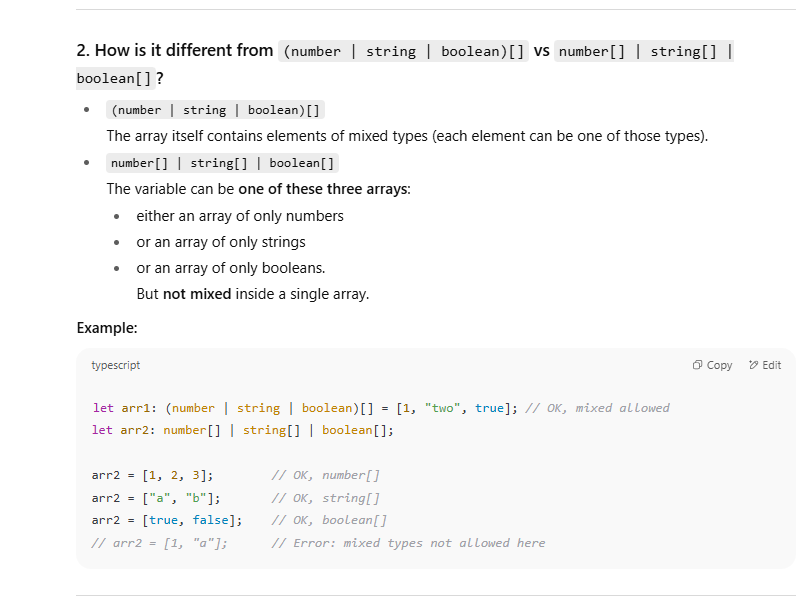 2. How is it different from (number | string | boolean)[] vs number[] | string[] |
boolean[]?
(number | string | boolean)[]
The array itself contains elements of mixed types (each element can be one of those types).
number[] | string[] | boolean[]
The variable can be one of these three arrays:
either an array of only numbers
or an array of only strings
or an array of only booleans.
But not mixed inside a single array.
Example:
typescript Copy Edit
let arr1: (number | string | boolean)[] = [1, "two", true]; // OK, mixed allowed
let arr2: number[] | string[] | boolean[];
arr2 = [1, 2, 3]; // OK, number[]
arr2 = ["a", "b"]; // OK, string[]
arr2 = [true, false]; // OK, boolean[]
// arr2 = [1, "a"]; // Error: mixed types not allowed here